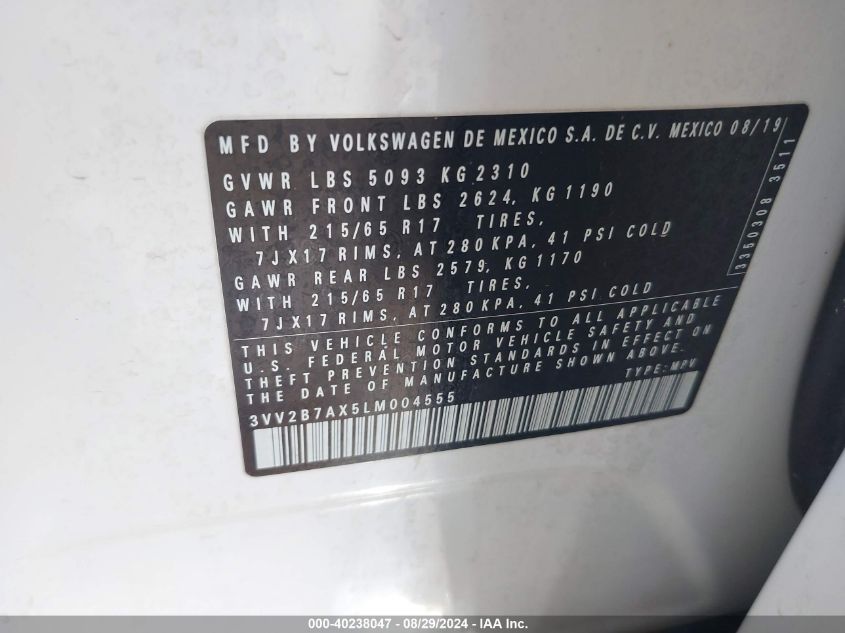 MFD BY VOLKSWAGEN DE MEXICO S.A. DE C.V. MEXICO 08/19
GVWR LBS 5093 KG 2310
GAWR FRONT LBS 2624, KG 1190
WITH 215/65 R17 TIRES,
7JX17 RIMS, AT 280 KPA, 41 PSI COLD
GAWR REAR LBS 2579, KG 1170
WITH 215/65 R17 TIRES,
7JX17 RIMS, AT 280 KPA, 41 PSI COLD
THIS VEHICLE CONFORMS TO ALL APPLICABLE
U.S. FEDERAL MOTOR VEHICLE SAFETY AND
THEFT PREVENTION STANDARDS IN EFFECT ON
THE DATE OF MANUFACTURE SHOWN ABOVE.
3VV2B7AX5LM004555 TYPE: MPV
3350308 3511
000-40238047 - 08/29/2024 - IAA Inc.